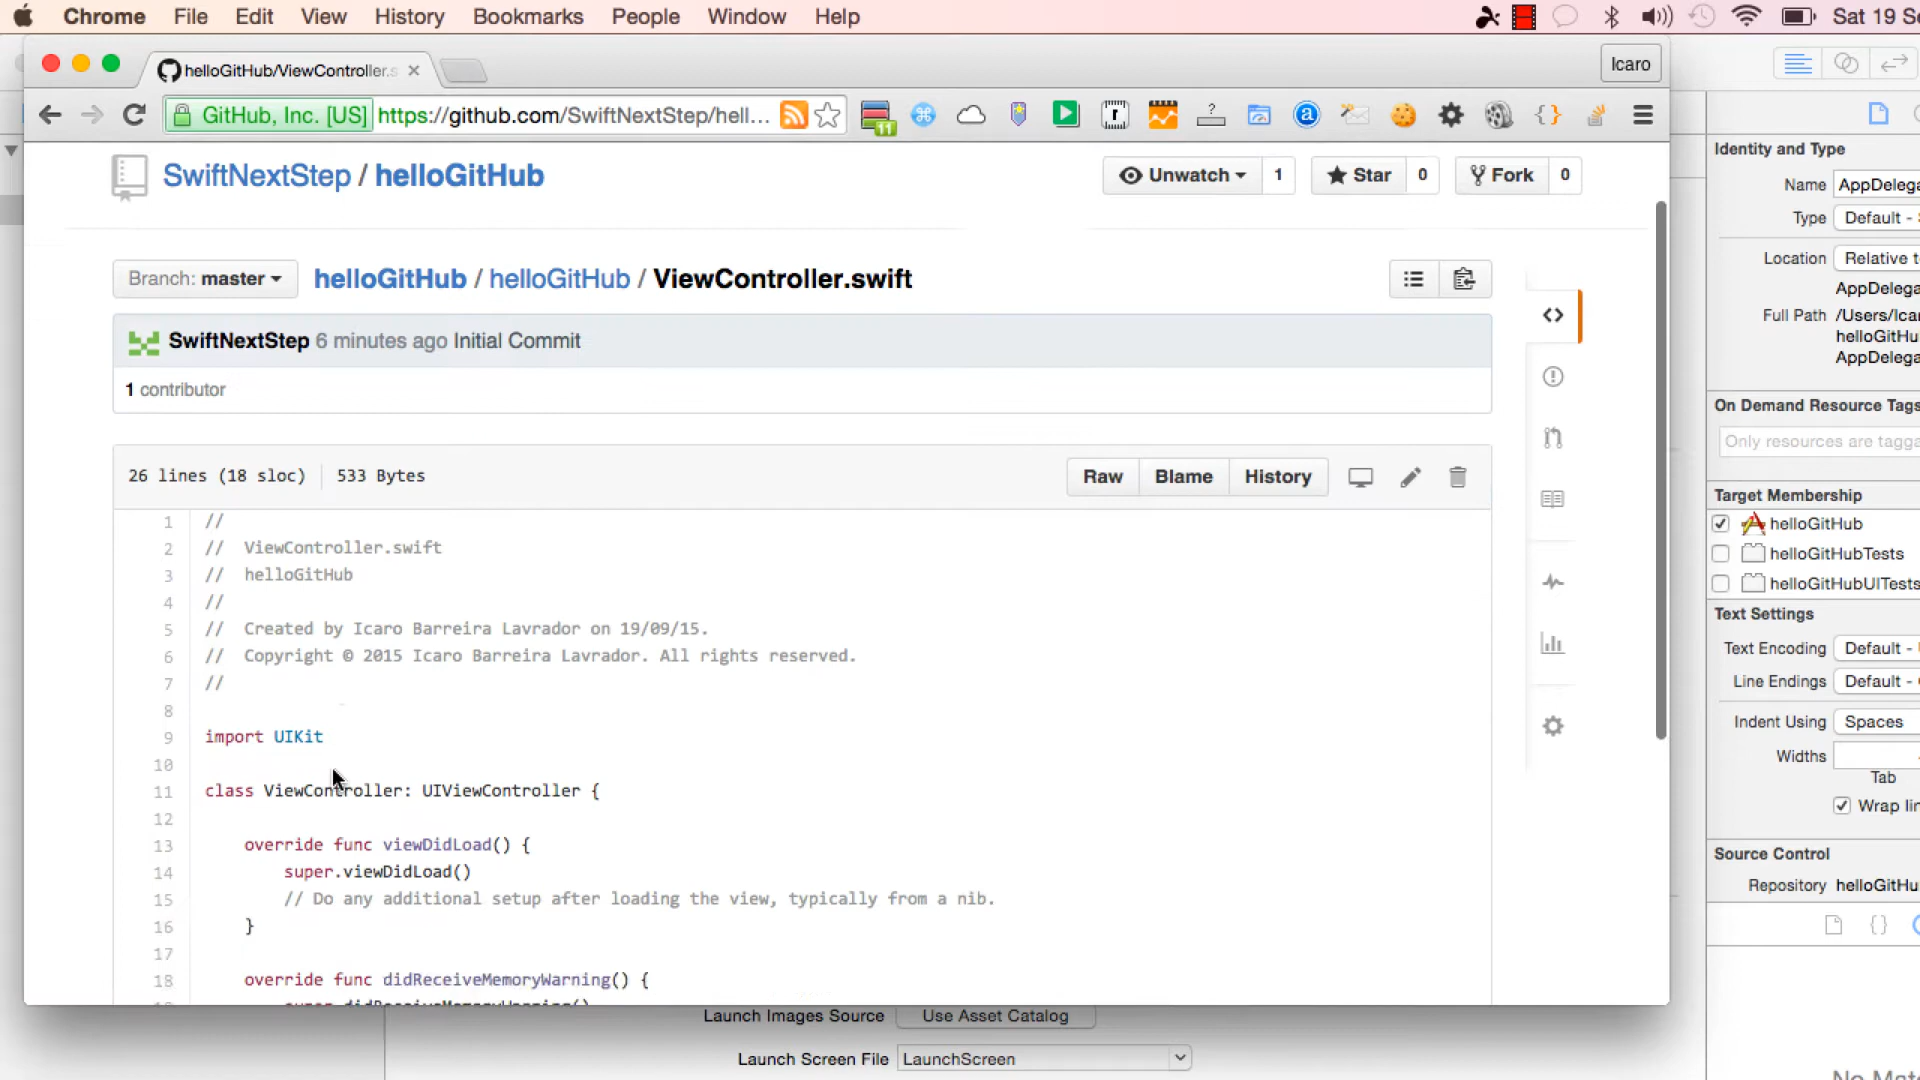 Chrome File Edit View History Bookmarks People Window Help Sat 19
helloGitHub/ViewController.s
Icaro
GitHub, Inc. [US] https://github.com/SwiftNextStep/hell...
11
SwiftNextStep / helloGitHub
Unwatch 1 Star 0 Fork 0
Branch: master helloGitHub / helloGitHub / ViewController.swift
SwiftNextStep 6 minutes ago Initial Commit
1 contributor
26 lines (18 sloc) 533 Bytes
Raw Blame History
1 //
2 // ViewController.swift
3 // helloGitHub
4 //
5 // Created by Icaro Barreira Lavrador on 19/09/15.
6 // Copyright © 2015 Icaro Barreira Lavrador. All rights reserved.
7 //
8
9 import UIKit
10
11 class ViewController: UIViewController {
12
13 override func viewDidLoad() {
14 super.viewDidLoad()
15 // Do any additional setup after loading the view, typically from a nib.
16 }
17
18 override func didReceiveMemoryWarning() {
super.didReceiveMemoryWarning()
Launch Images Source Use Asset Catalog
Launch Screen File LaunchScreen
Identity and Type
Name AppDelega
Type Default -
Location Relative t
AppDelega
Full Path /Users/Icar
helloGitHu
AppDelega
On Demand Resource Tags
Only resources are tagga
Target Membership
helloGitHub
helloGitHubTests
helloGitHubUITests
Text Settings
Text Encoding Default -
Line Endings Default -
Indent Using Spaces
Widths
Tab
Wrap lin
Source Control
Repository helloGitHu